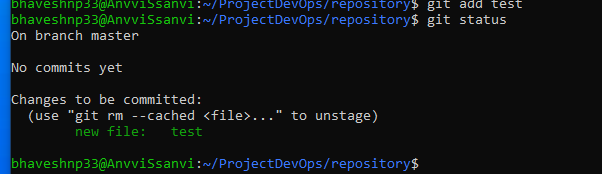 bhaveshnp33@AnvviSsanvi:~/ProjectDevOps/repository$ git add test
bhaveshnp33@AnvviSsanvi:~/ProjectDevOps/repository$ git status
On branch master
No commits yet
Changes to be committed:
  (use "git rm --cached <file>..." to unstage)
        new file:   test
bhaveshnp33@AnvviSsanvi:~/ProjectDevOps/repository$